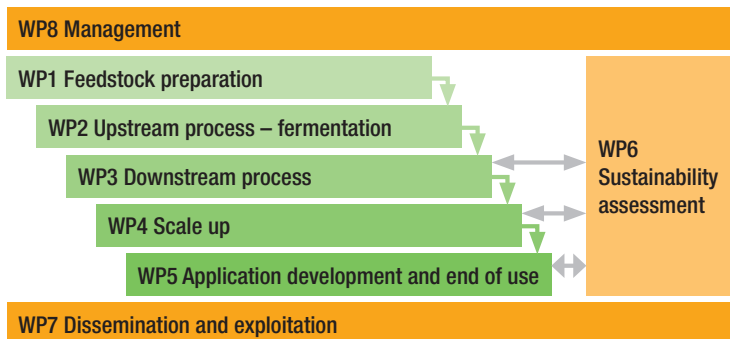 WP8 Management
WP1 Feedstock preparation
WP2 Upstream process – fermentation
WP3 Downstream process
WP4 Scale up
WP5 Application development and end of use
WP6
Sustainability
assessment
WP7 Dissemination and exploitation